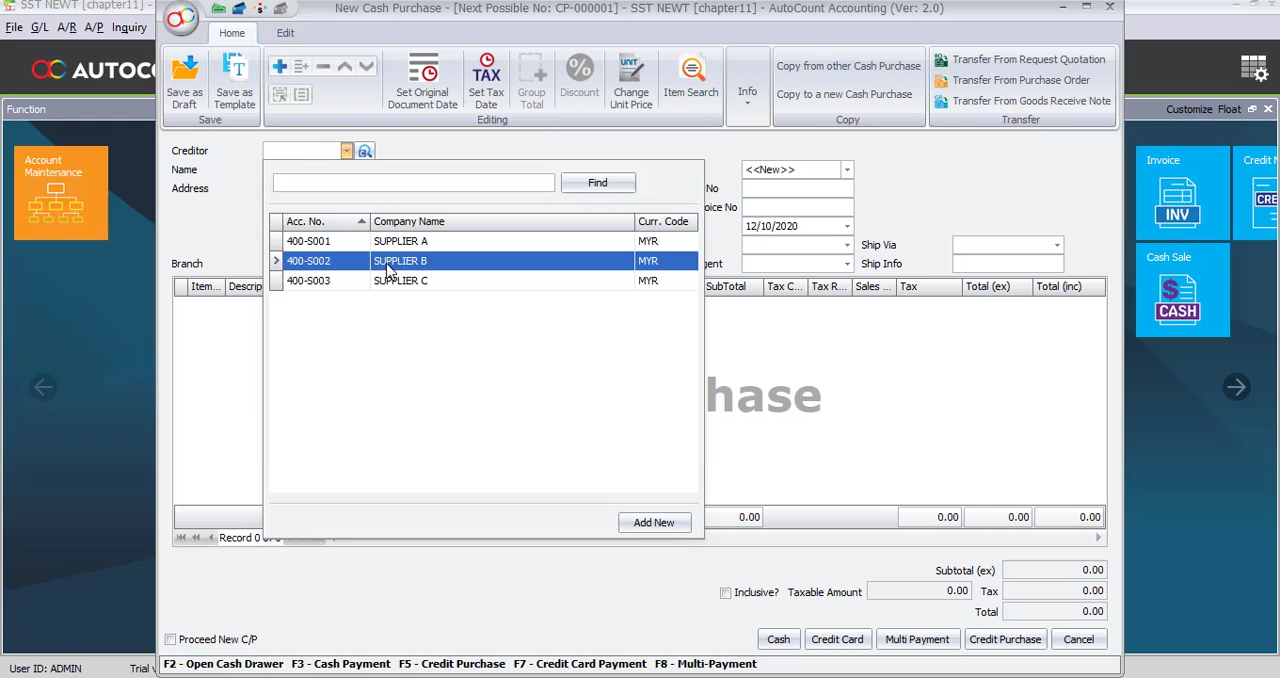 SST NEWT [chapter11]
New Cash Purchase - [Next Possible No: CP-000001] - SST NEWT [chapter11] - AutoCount Accounting (Ver: 2.0)
File G/L A/R A/P Inquiry
Home Edit
AUTOC
Save as Draft
Save as Template
Set Original Document Date
Set Tax Date
Group Total
Discount
Change Unit Price
Item Search
Info
Copy from other Cash Purchase
Copy to a new Cash Purchase
Transfer From Request Quotation
Transfer From Purchase Order
Transfer From Goods Receive Note
Save Editing Copy Transfer
Function
Customize Float
Account Maintenance
Creditor
Name
Address
Branch
Find
Acc. No. Company Name Curr. Code
400-S001 SUPPLIER A MYR
400-S002 SUPPLIER B MYR
400-S003 SUPPLIER C MYR
Add New
<<New>>
No
oice No
12/10/2020
Ship Via
gent Ship Info
Item... Descrip SubTotal Tax C... Tax R... Sales ... Tax Total (ex) Total (inc)
hase
0.00 0.00 0.00 0.00
Record 0
Subtotal (ex) 0.00
Inclusive? Taxable Amount 0.00 Tax 0.00
Total 0.00
Proceed New C/P
Cash Credit Card Multi Payment Credit Purchase Cancel
F2 - Open Cash Drawer F3 - Cash Payment F5 - Credit Purchase F7 - Credit Card Payment F8 - Multi-Payment
User ID: ADMIN Trial v
Invoice
INV
Credit
CRE
Cash Sale
CASH